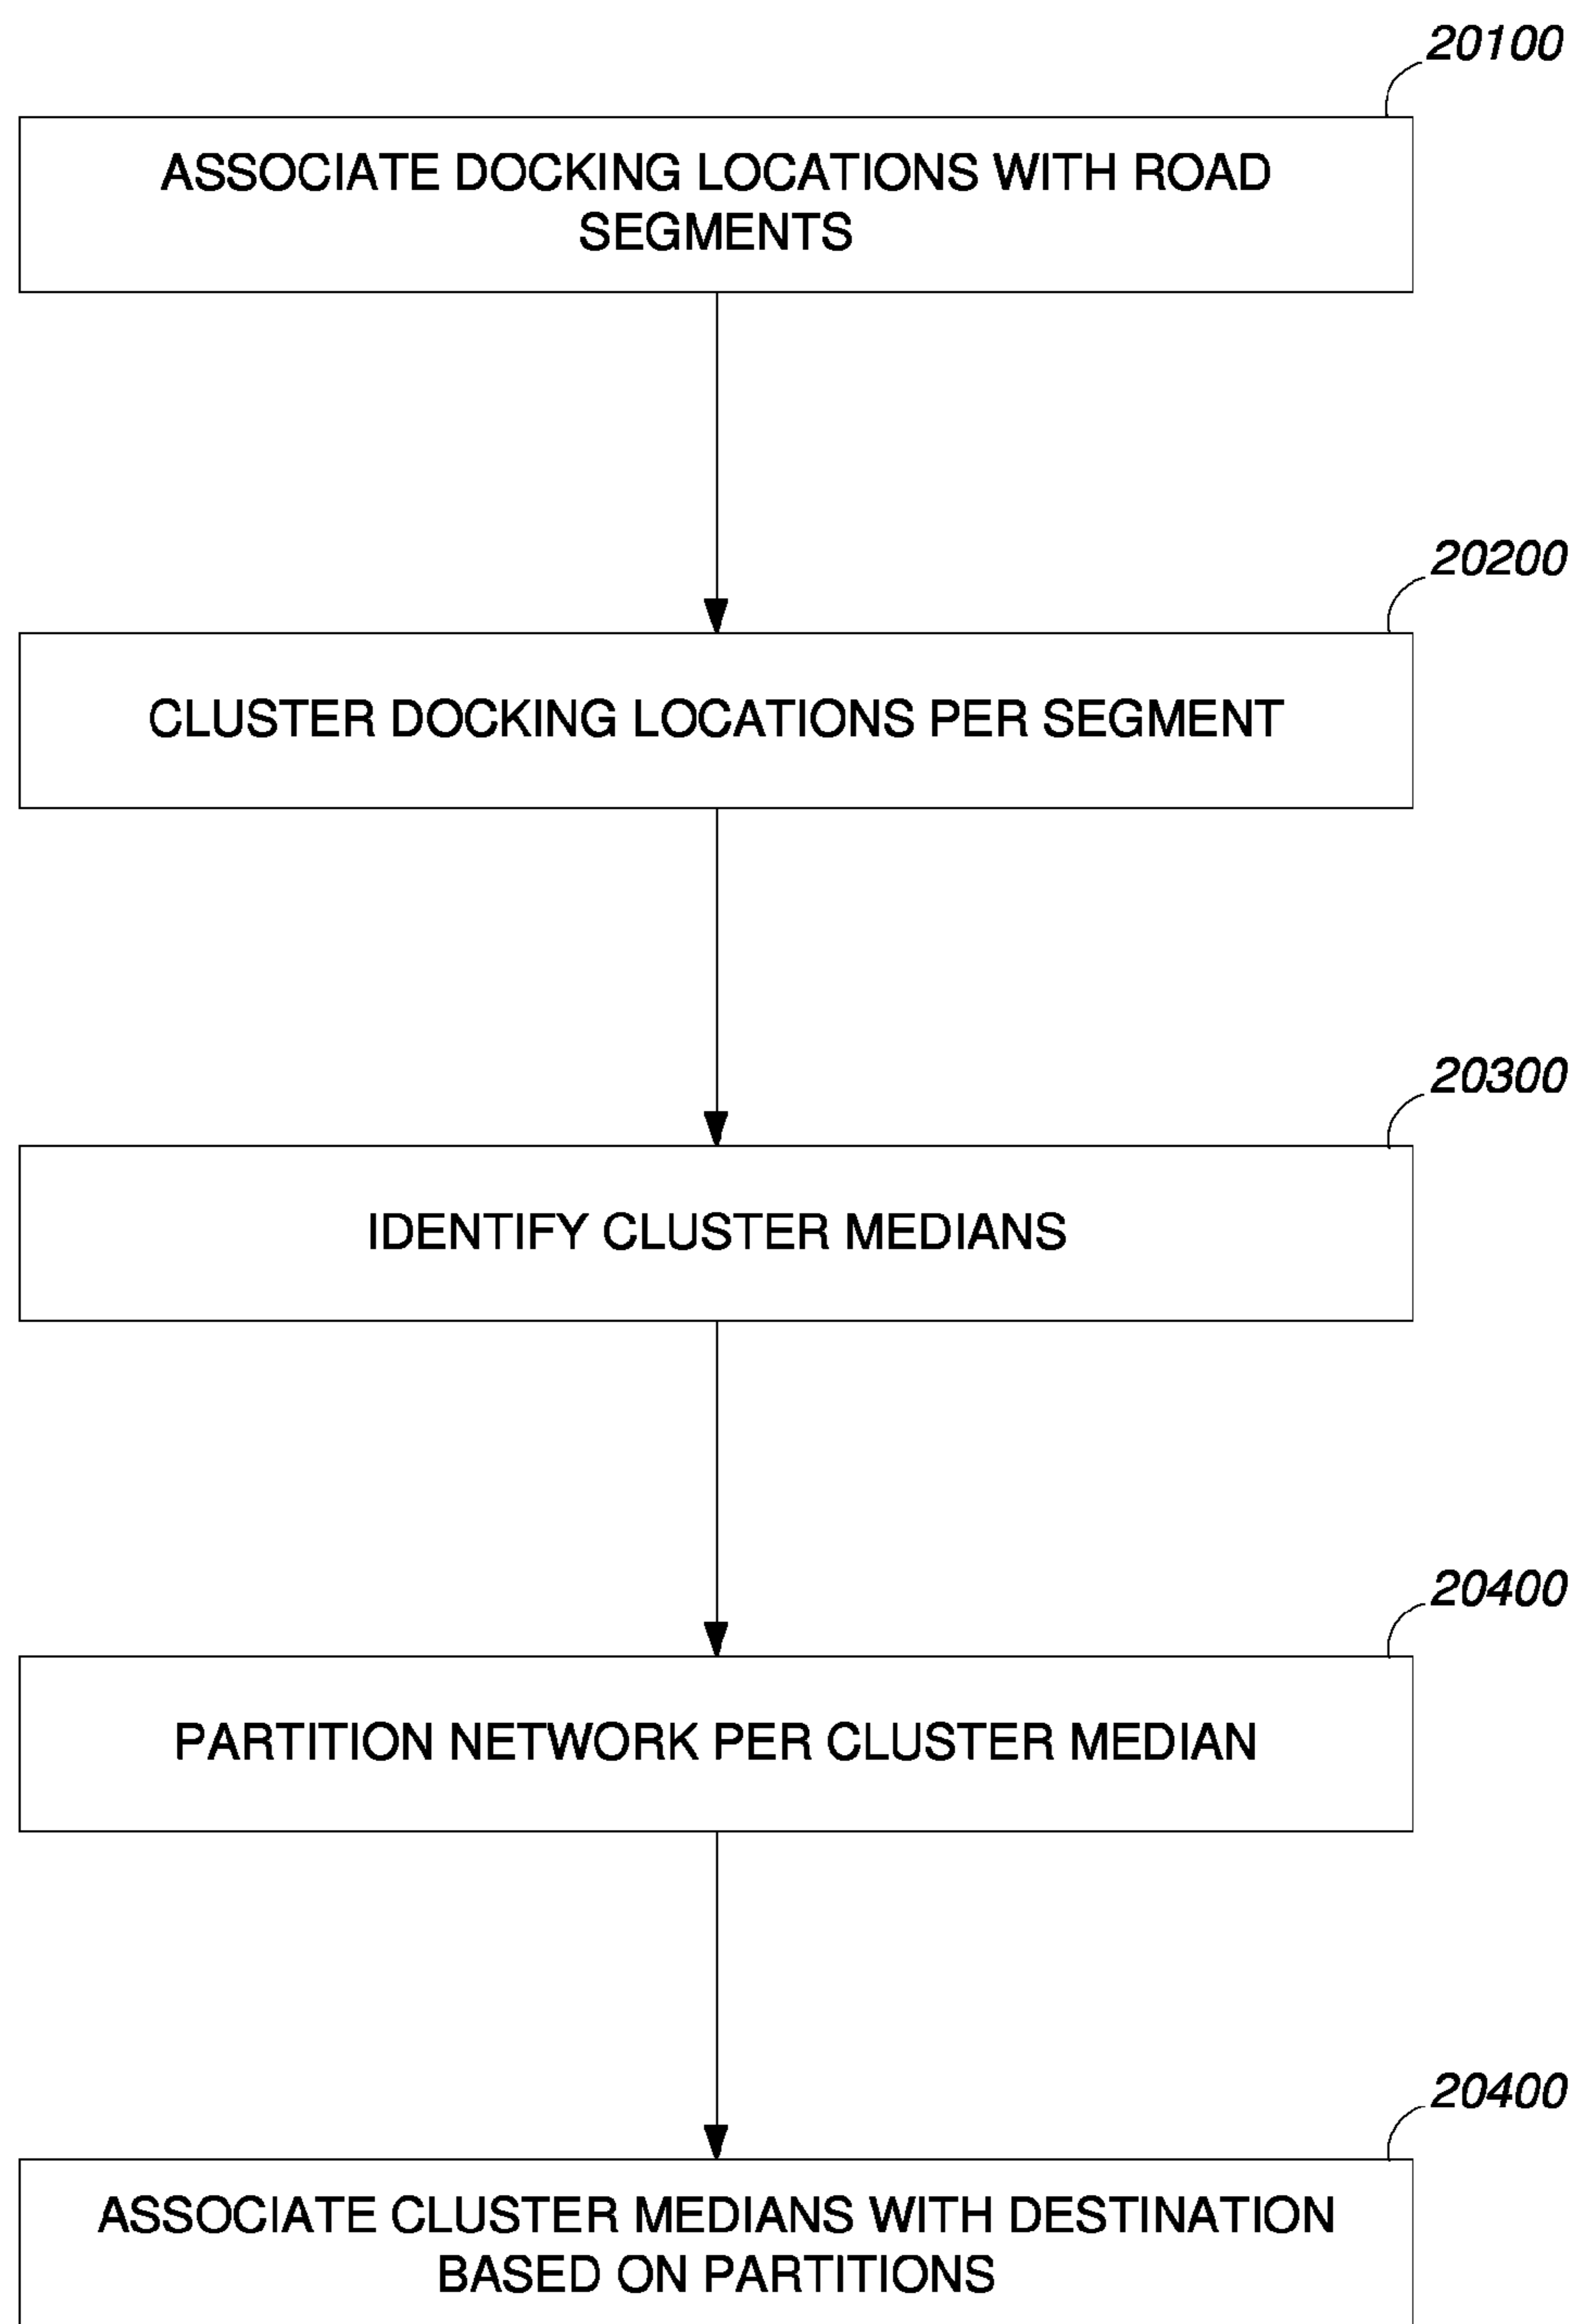 20100
ASSOCIATE DOCKING LOCATIONS WITH ROAD
SEGMENTS
20200
CLUSTER DOCKING LOCATIONS PER SEGMENT
20300
IDENTIFY CLUSTER MEDIANS
20400
PARTITION NETWORK PER CLUSTER MEDIAN
20400
ASSOCIATE CLUSTER MEDIANS WITH DESTINATION
BASED ON PARTITIONS